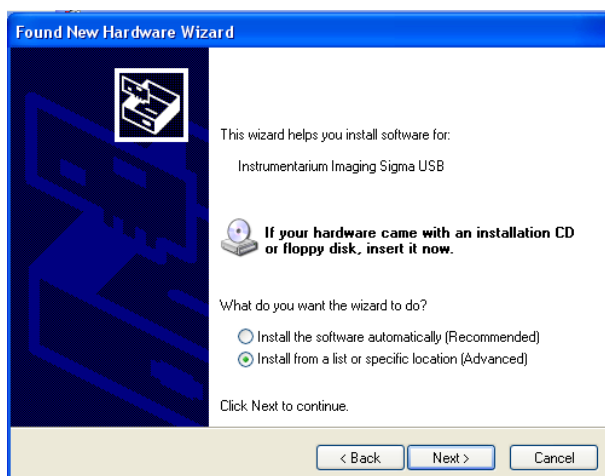 Found New Hardware Wizard
This wizard helps you install software for:
Instrumentarium Imaging Sigma USB
If your hardware came with an installation CD
or floppy disk, insert it now.
What do you want the wizard to do?
Install the software automatically (Recommended)
Install from a list or specific location (Advanced)
Click Next to continue.
< Back
Next >
Cancel